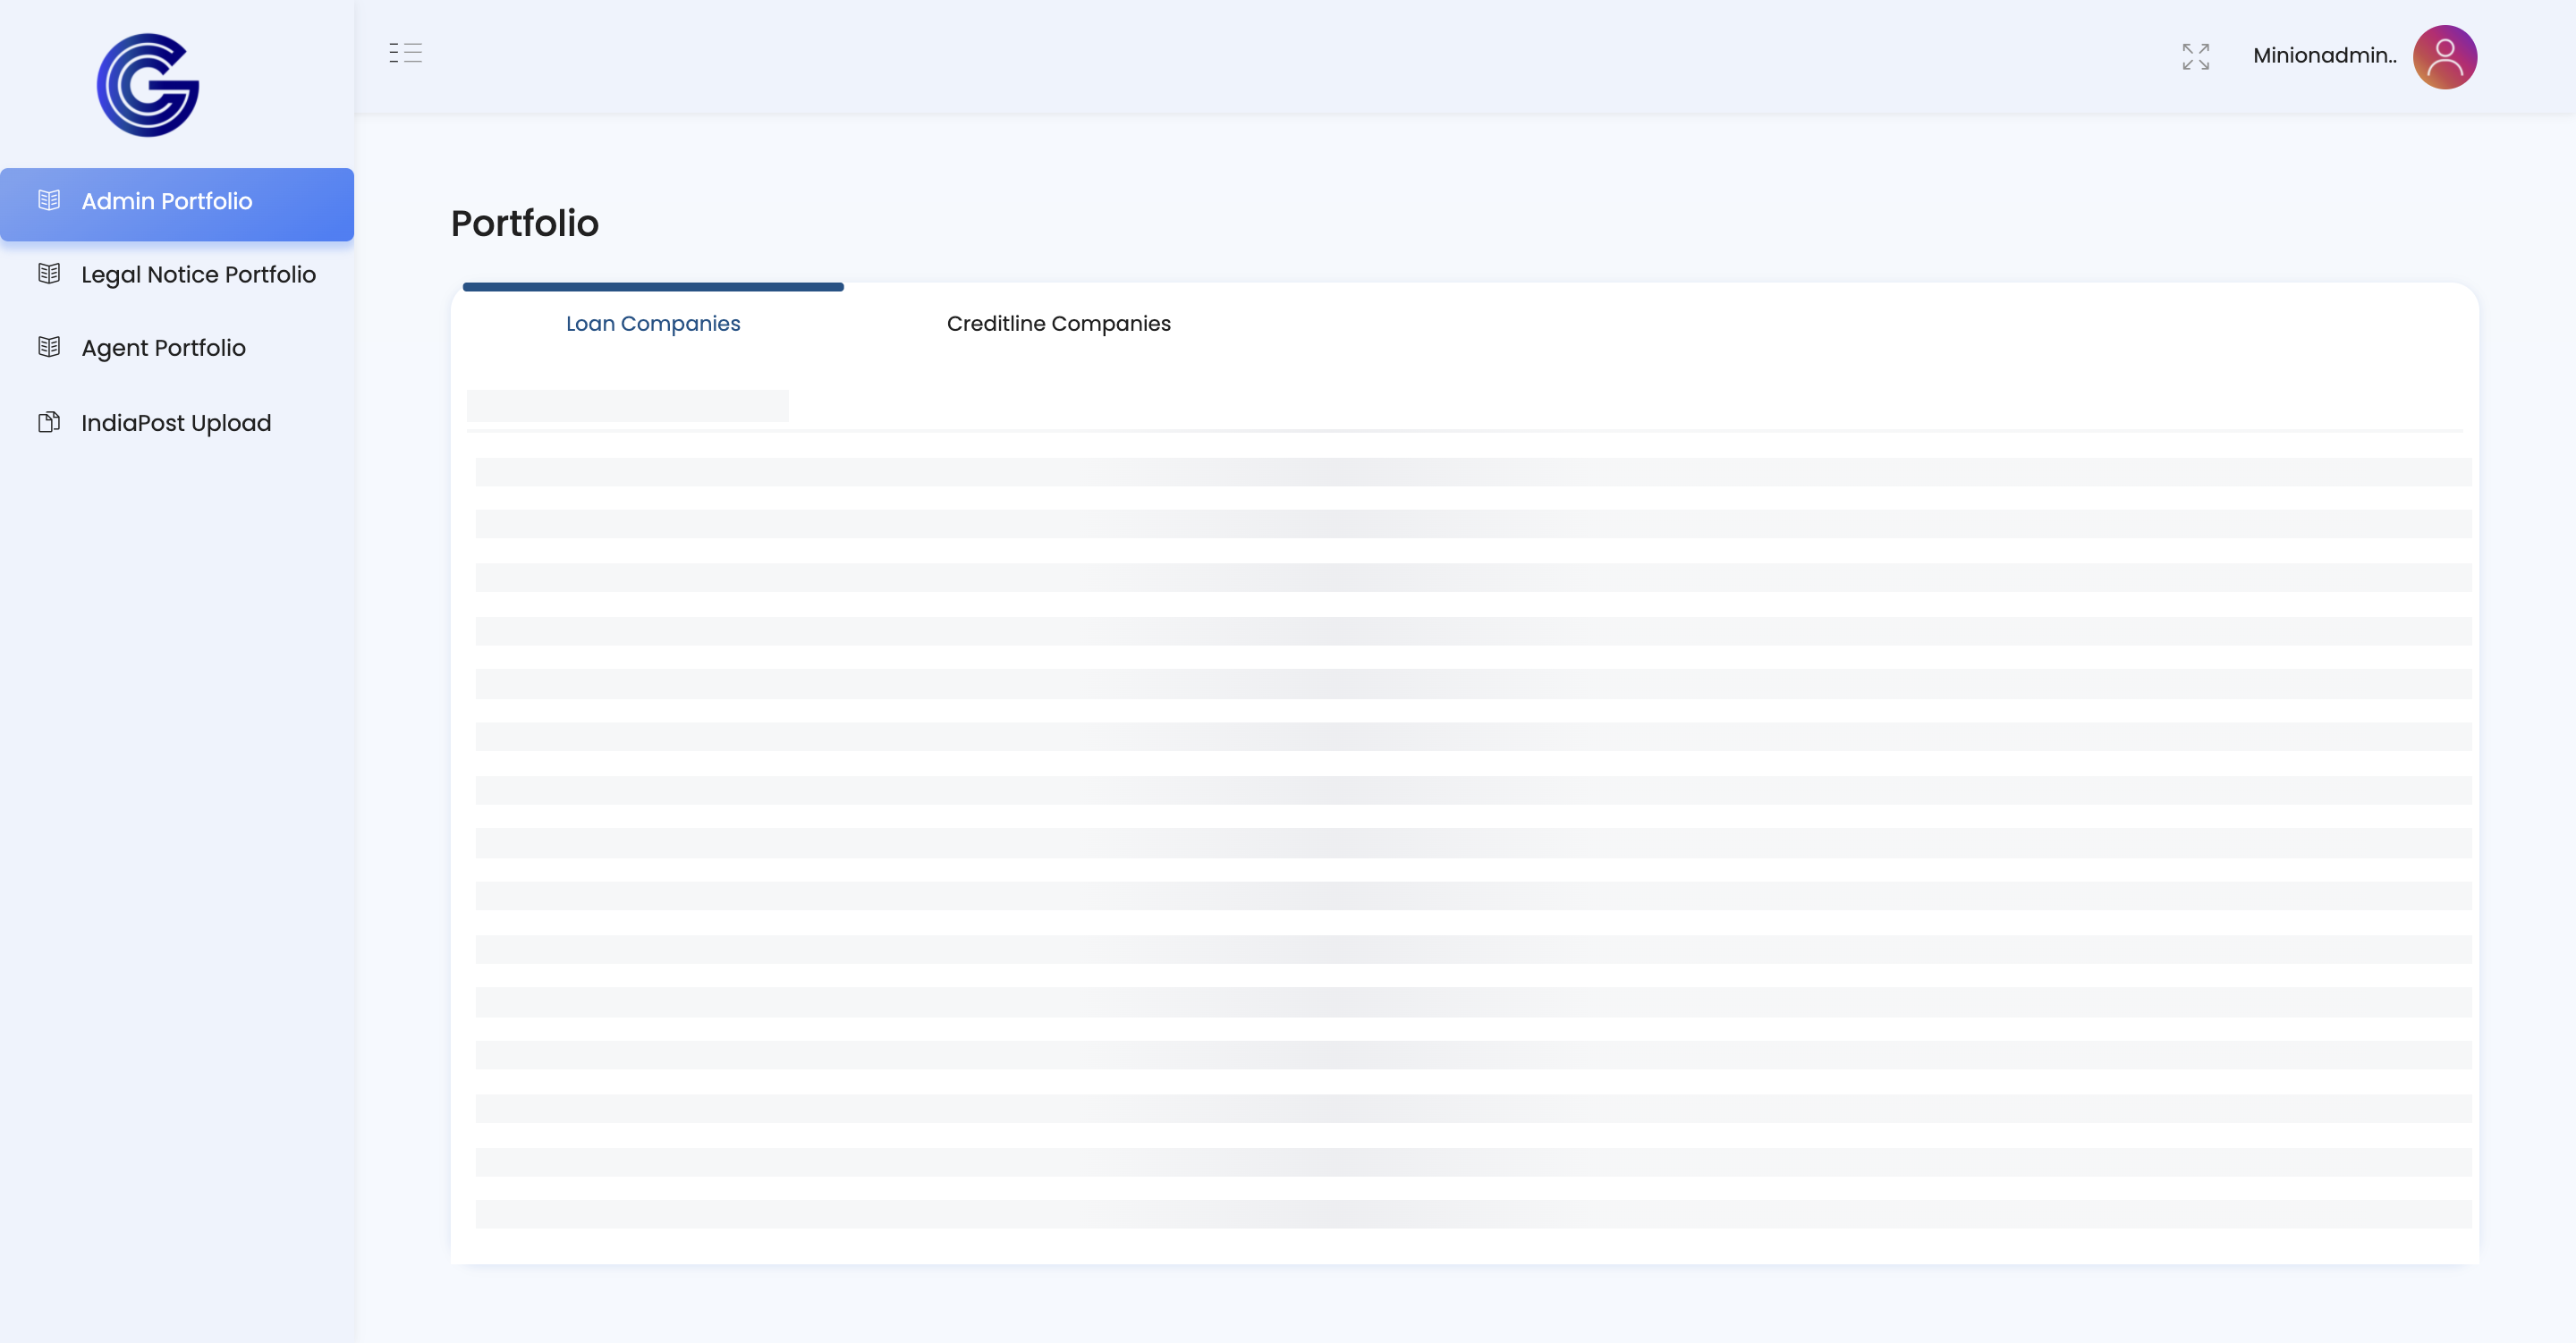 Minionadmin..
Admin Portfolio
Legal Notice Portfolio
Agent Portfolio
IndiaPost Upload
Portfolio
Loan Companies
Creditline Companies